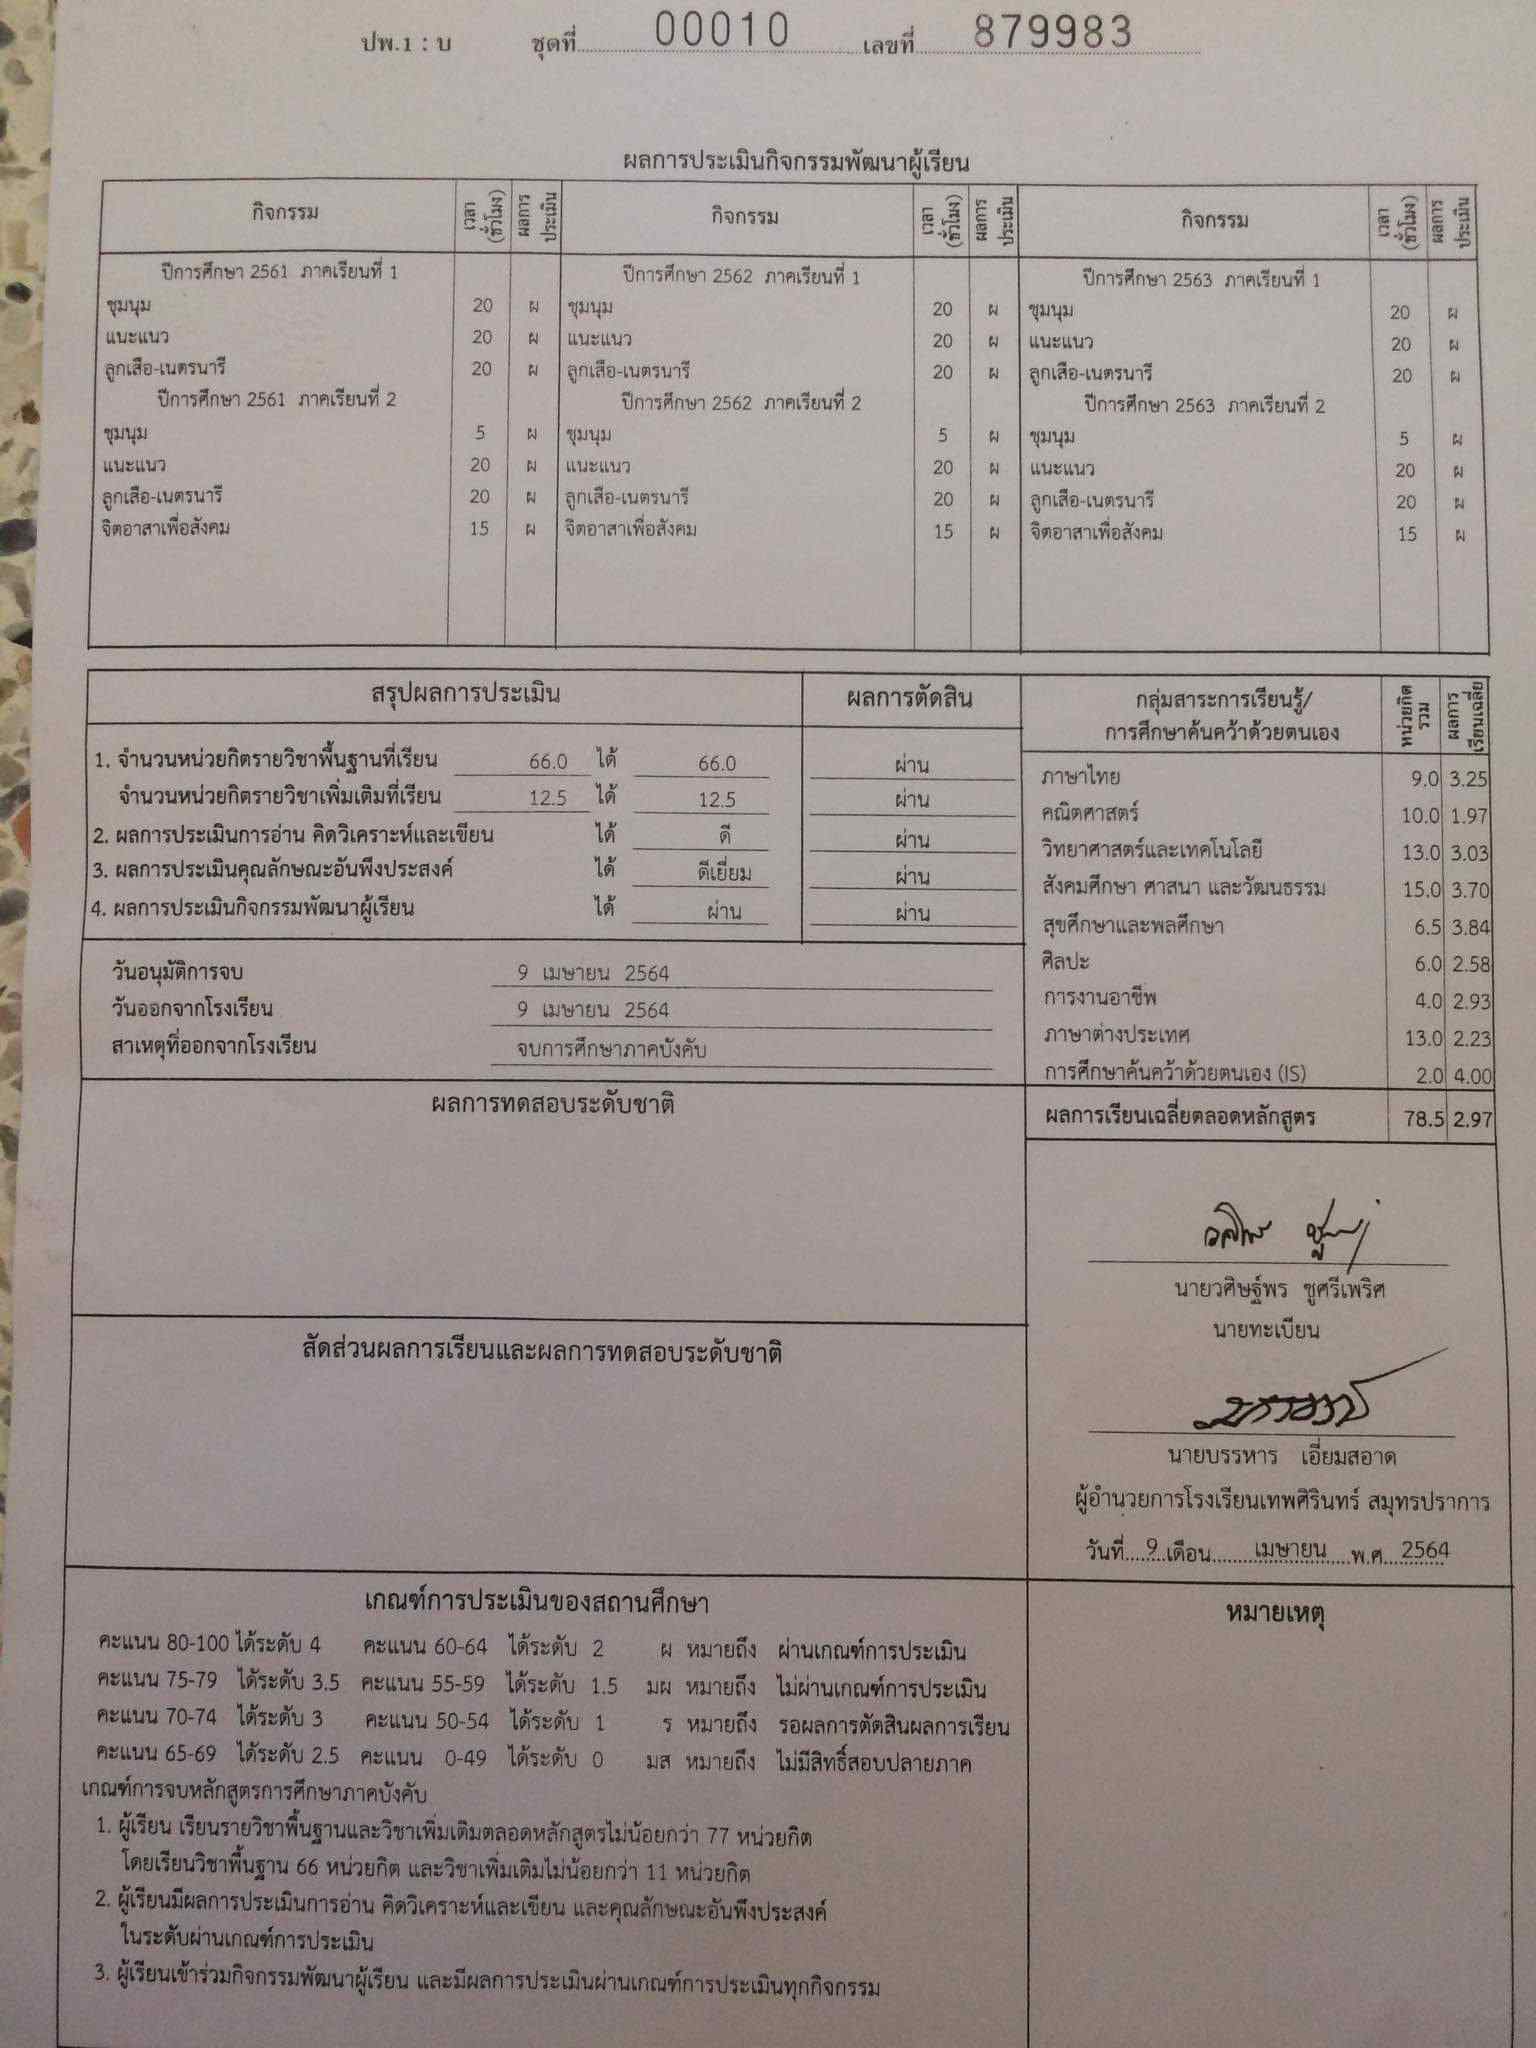 ปพ.1 : บ ชุดที่ 00010 เลขที่ 879983
ผลการประเมินกิจกรรมพัฒนาผู้เรียน
กิจกรรม เวลา (ชั่วโมง) ผลการประเมิน กิจกรรม เวลา (ชั่วโมง) ผลการประเมิน กิจกรรม เวลา (ชั่วโมง) ผลการประเมิน
ปีการศึกษา 2561 ภาคเรียนที่ 1 ปีการศึกษา 2562 ภาคเรียนที่ 1 ปีการศึกษา 2563 ภาคเรียนที่ 1
ชุมนุม 20 ผ ชุมนุม 20 ผ ชุมนุม 20 ผ
แนะแนว 20 ผ แนะแนว 20 ผ แนะแนว 20 ผ
ลูกเสือ-เนตรนารี 20 ผ ลูกเสือ-เนตรนารี 20 ผ ลูกเสือ-เนตรนารี 20 ผ
ปีการศึกษา 2561 ภาคเรียนที่ 2 ปีการศึกษา 2562 ภาคเรียนที่ 2 ปีการศึกษา 2563 ภาคเรียนที่ 2
ชุมนุม 5 ผ ชุมนุม 5 ผ ชุมนุม 5 ผ
แนะแนว 20 ผ แนะแนว 20 ผ แนะแนว 20 ผ
ลูกเสือ-เนตรนารี 20 ผ ลูกเสือ-เนตรนารี 20 ผ ลูกเสือ-เนตรนารี 20 ผ
จิตอาสาเพื่อสังคม 15 ผ จิตอาสาเพื่อสังคม 15 ผ จิตอาสาเพื่อสังคม 15 ผ
สรุปผลการประเมิน ผลการตัดสิน
1. จำนวนหน่วยกิตรายวิชาพื้นฐานที่เรียน 66.0 ได้ 66.0 ผ่าน
จำนวนหน่วยกิตรายวิชาเพิ่มเติมที่เรียน 12.5 ได้ 12.5 ผ่าน
2. ผลการประเมินการอ่าน คิดวิเคราะห์และเขียน ได้ ดี ผ่าน
3. ผลการประเมินคุณลักษณะอันพึงประสงค์ ได้ ดีเยี่ยม ผ่าน
4. ผลการประเมินกิจกรรมพัฒนาผู้เรียน ได้ ผ่าน ผ่าน
วันอนุมัติการจบ 9 เมษายน 2564
วันออกจากโรงเรียน 9 เมษายน 2564
สาเหตุที่ออกจากโรงเรียน จบการศึกษาภาคบังคับ
กลุ่มสาระการเรียนรู้/ หน่วยกิตรวม ผลการเรียนเฉลี่ย
การศึกษาค้นคว้าด้วยตนเอง
ภาษาไทย 9.0 3.25
คณิตศาสตร์ 10.0 1.97
วิทยาศาสตร์และเทคโนโลยี 13.0 3.03
สังคมศึกษา ศาสนา และวัฒนธรรม 15.0 3.70
สุขศึกษาและพลศึกษา 6.5 3.84
ศิลปะ 6.0 2.58
การงานอาชีพ 4.0 2.93
ภาษาต่างประเทศ 13.0 2.23
การศึกษาค้นคว้าด้วยตนเอง (IS) 2.0 4.00
ผลการเรียนเฉลี่ยตลอดหลักสูตร 78.5 2.97
ผลการทดสอบระดับชาติ
สัดส่วนผลการเรียนและผลการทดสอบระดับชาติ
นายวศิษฐ์พร ชูศรีเพริศ
นายทะเบียน
นายบรรหาร เอี่ยมสอาด
ผู้อำนวยการโรงเรียนเทพศิรินทร์ สมุทรปราการ
วันที่ 9 เดือน เมษายน พ.ศ. 2564
เกณฑ์การประเมินของสถานศึกษา
คะแนน 80-100 ได้ระดับ 4 คะแนน 60-64 ได้ระดับ 2 ผ หมายถึง ผ่านเกณฑ์การประเมิน
คะแนน 75-79 ได้ระดับ 3.5 คะแนน 55-59 ได้ระดับ 1.5 มผ หมายถึง ไม่ผ่านเกณฑ์การประเมิน
คะแนน 70-74 ได้ระดับ 3 คะแนน 50-54 ได้ระดับ 1 ร หมายถึง รอผลการตัดสินผลการเรียน
คะแนน 65-69 ได้ระดับ 2.5 คะแนน 0-49 ได้ระดับ 0 มส หมายถึง ไม่มีสิทธิ์สอบปลายภาค
เกณฑ์การจบหลักสูตรการศึกษาภาคบังคับ
1. ผู้เรียน เรียนรายวิชาพื้นฐานและวิชาเพิ่มเติมตลอดหลักสูตรไม่น้อยกว่า 77 หน่วยกิต
โดยเรียนวิชาพื้นฐาน 66 หน่วยกิต และวิชาเพิ่มเติมไม่น้อยกว่า 11 หน่วยกิต
2. ผู้เรียนมีผลการประเมินการอ่าน คิดวิเคราะห์และเขียน และคุณลักษณะอันพึงประสงค์
ในระดับผ่านเกณฑ์การประเมิน
3. ผู้เรียนเข้าร่วมกิจกรรมพัฒนาผู้เรียน และมีผลการประเมินผ่านเกณฑ์การประเมินทุกกิจกรรม
หมายเหตุ